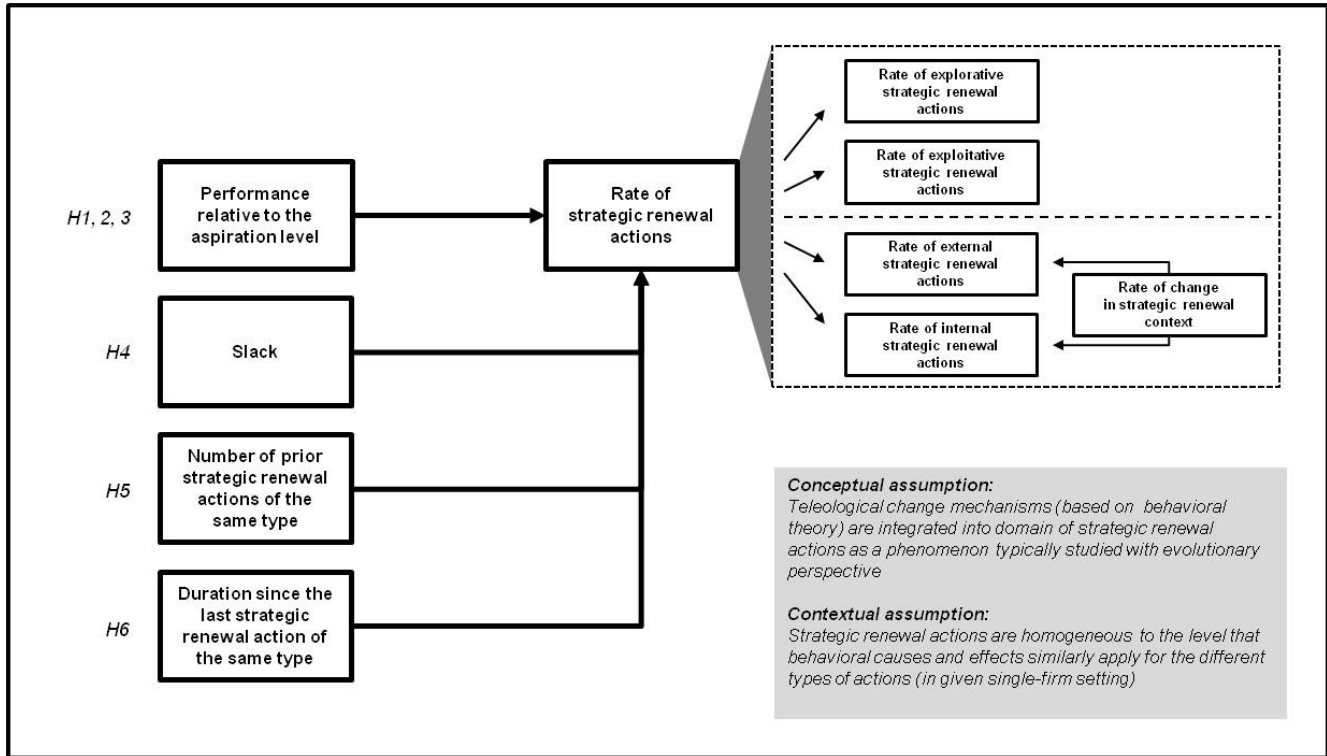 H1, 2, 3
Performance
relative to the
aspiration level
H4
Slack
H5
Number of prior
strategic renewal
actions of the
same type
H6
Duration since the
last strategic
renewal action of
the same type
Rate of
strategic renewal
actions
Rate of explorative
strategic renewal
actions
Rate of exploitative
strategic renewal
actions
Rate of external
strategic renewal
actions
Rate of internal
strategic renewal
actions
Rate of change
in strategic renewal
context
Conceptual assumption:
Teleological change mechanisms (based on behavioral
theory) are integrated into domain of strategic renewal
actions as a phenomenon typically studied with evolutionary
perspective
Contextual assumption:
Strategic renewal actions are homogeneous to the level that
behavioral causes and effects similarly apply for the different
types of actions (in given single-firm setting)